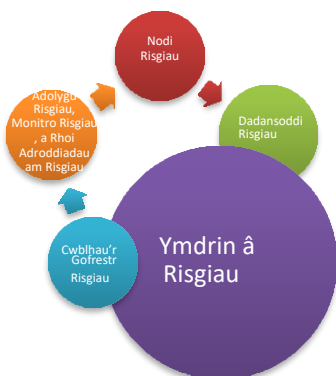 Nodi
Risgiau
Dadansoddi
Risgiau
Ymdrin â
Risgiau
Cwblhau'r
Gofrestr
Risgiau
Adolygu
Risgiau,
Monitro Risgiau
, a Rhoi
Adroddiadau
am Risgiau